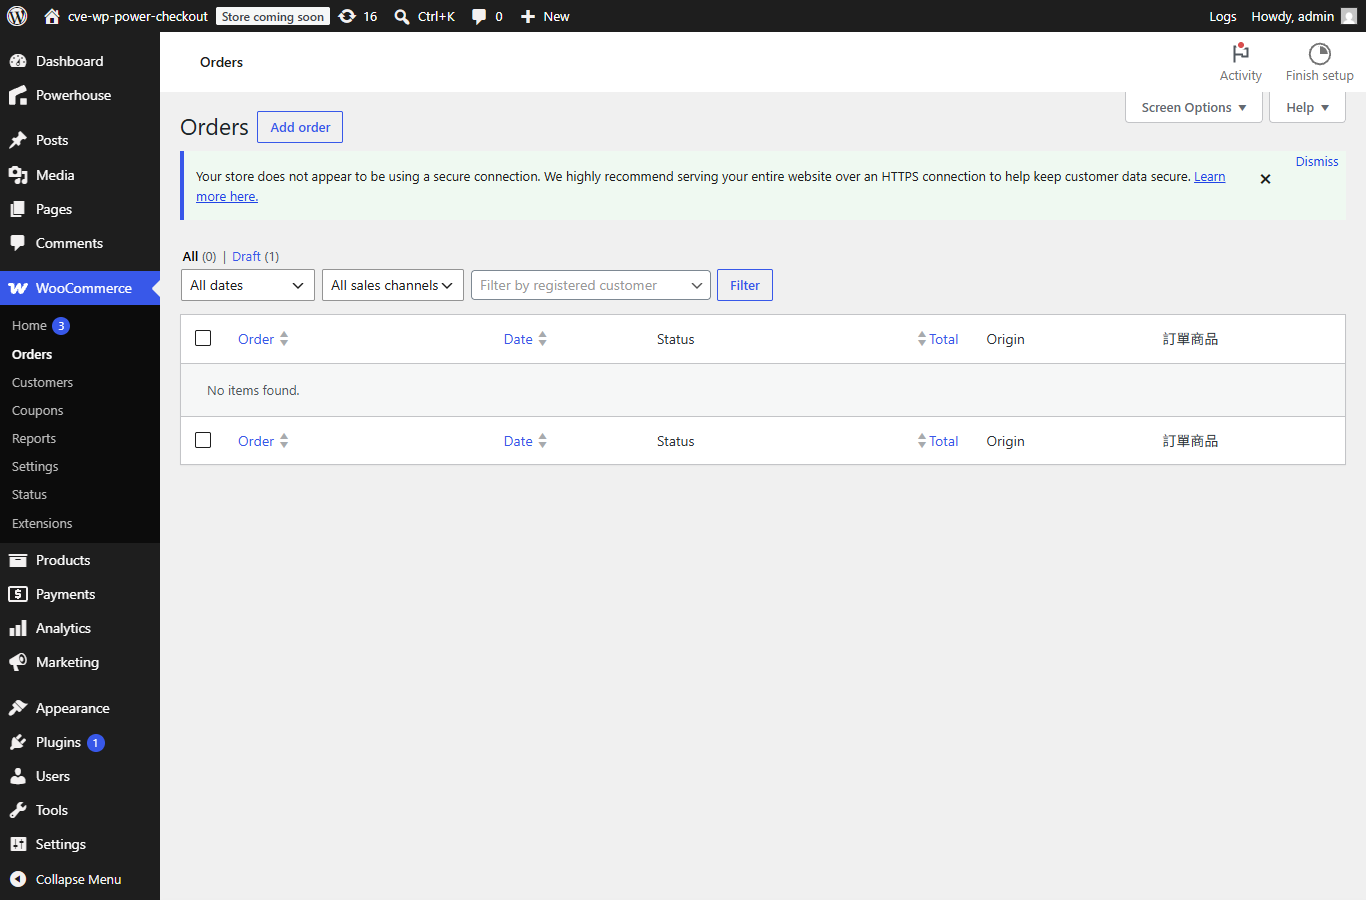 cve-wp-power-checkout Store coming soon 16 Ctrl+K 0 New Logs Howdy, admin
Dashboard
Powerhouse
Posts
Media
Pages
Comments
WooCommerce
Home 3
Orders
Customers
Coupons
Reports
Settings
Status
Extensions
Products
Payments
Analytics
Marketing
Appearance
Plugins 1
Users
Tools
Settings
Collapse Menu
Orders
Activity Finish setup
Screen Options Help
Orders Add order
Dismiss
Your store does not appear to be using a secure connection. We highly recommend serving your entire website over an HTTPS connection to help keep customer data secure. Learn
more here.
All (0) | Draft (1)
All dates All sales channels Filter by registered customer Filter
Order Date Status Total Origin 訂單商品
No items found.
Order Date Status Total Origin 訂單商品